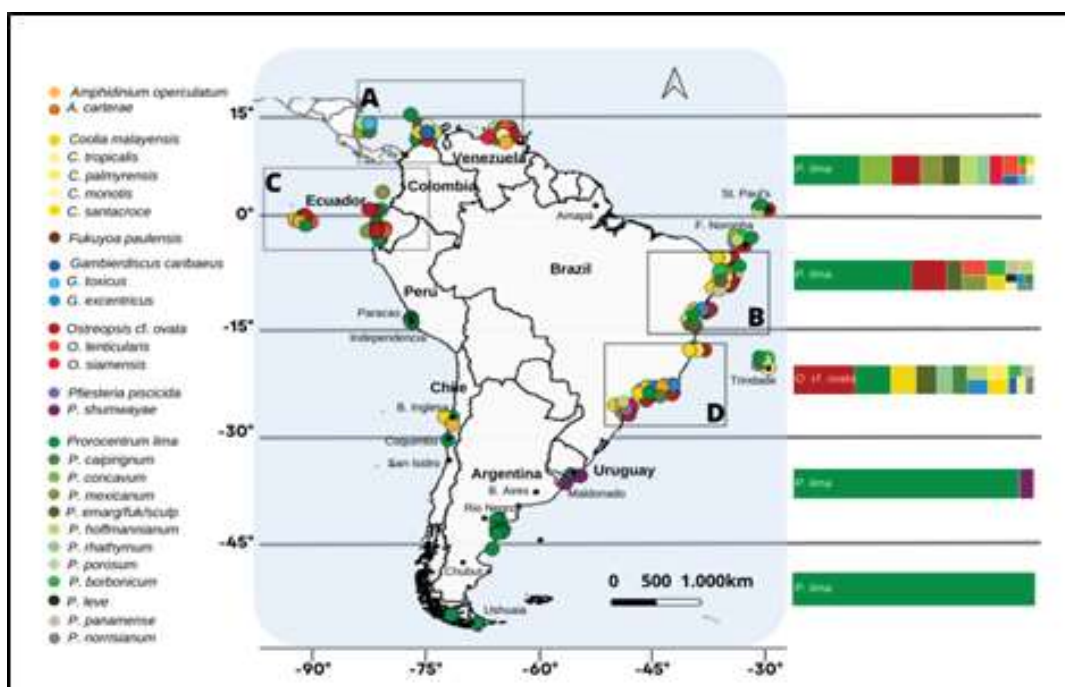 Amphidinium operculatum
A. carterae
Coolia malayensis
C. tropicalis
C. palmyrensis
C. monotis
C. santacroce
Fukuyoa paulensis
Gambierdiscus caribaeus
G. toxicus
G. excentricus
Ostreopsis cf. ovata
O. lenticularis
O. siamensis
Pfiesteria piscicida
P. shumwayae
Prorocentrum lima
P. caipirignum
P. concavum
P. mexicanum
P. emarg/fuk/sculp
P. hoffmannianum
P. rhathymum
P. porosum
P. borbonicum
P. leve
P. panamense
P. norrisianum
15°
0°
-15°
-30°
-45°
A
Venezuela
C
Colombia
Ecuador
Amapá
St. Paul's
F. Noronha
Brazil
Peru
B
Paracas
Independencia
Trindade
Chile
D
B. Inglesa
Coquimbo
San Isidro
Argentina
Uruguay
B. Aires
Maldonado
Rio Negro
Chubut
Ushuaia
0 500 1.000km
-90° -75° -60° -45° -30°
P. lima
P. lima
O. cf. ovata
P. lima
P. lima